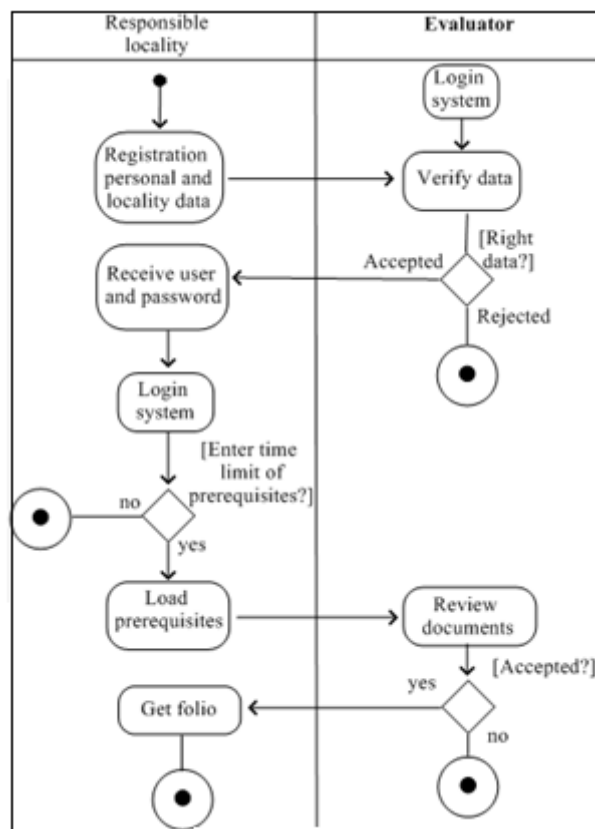 Responsible
locality
Evaluator
Login
system
Registration
personal and
locality data
Verify data
[Right
data?]
Accepted
Rejected
Receive user
and password
Login
system
[Enter time
limit of
prerequisites?]
no
yes
Load
prerequisites
Review
documents
[Accepted?]
yes
no
Get folio